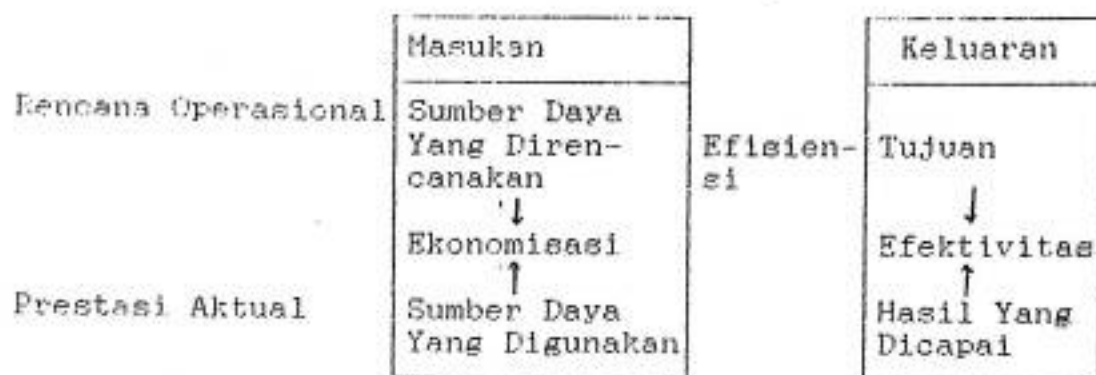 Masukan Keluaran
Rencana Operasional Sumber Daya
Yang Diren- Efisien- Tujuan
canakan si
Ekonomisasi Efektivitas
Prestasi Aktual Sumber Daya Hasil Yang
Yang Digunakan Dicapai